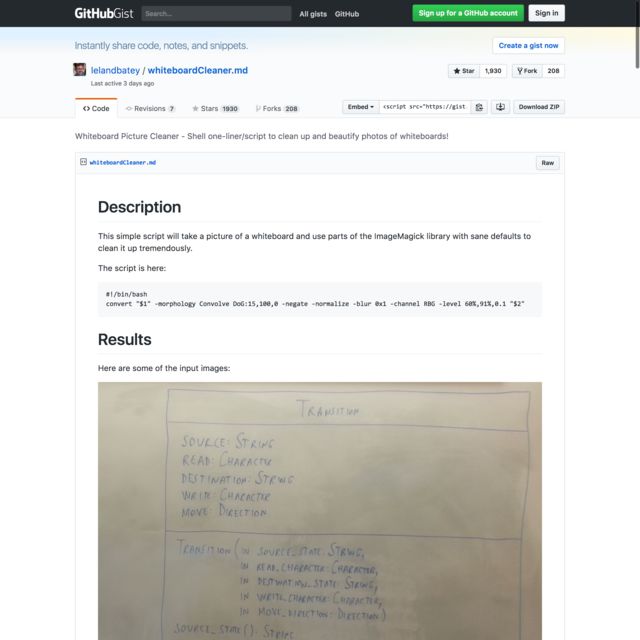 GitHubGist
Search...
All gists GitHub
Sign up for a GitHub account
Sign in
Instantly share code, notes, and snippets.
Create a gist now
lelandbatey / whiteboardCleaner.md
Last active 3 days ago
Star 1,930
Fork 208
Code
Revisions 7
Stars 1930
Forks 208
Embed
<script src="https://gist.
Download ZIP
Whiteboard Picture Cleaner - Shell one-liner/script to clean up and beautify photos of whiteboards!
whiteboardCleaner.md
Raw
Description
This simple script will take a picture of a whiteboard and use parts of the ImageMagick library with sane defaults to
clean it up tremendously.
The script is here:
#!/bin/bash
convert "$1" -morphology Convolve DoG:15,100,0 -negate -normalize -blur 0x1 -channel RBG -level 60%,91%,0.1 "$2"
Results
Here are some of the input images:
TRANSITION
SOURCE: STRING
READ: CHARACTER
DESTINATION: STRING
WRITE: CHARACTER
MOVE: DIRECTION
TRANSITION (IN SOURCE_STATE: STRING,
IN READ_CHARACTER: CHARACTER,
IN DESTINATION_STATE: STRING,
IN WRITE_CHARACTER: CHARACTER,
IN MOVE_DIRECTION: DIRECTION)
SOURCE_STATE(): STRING